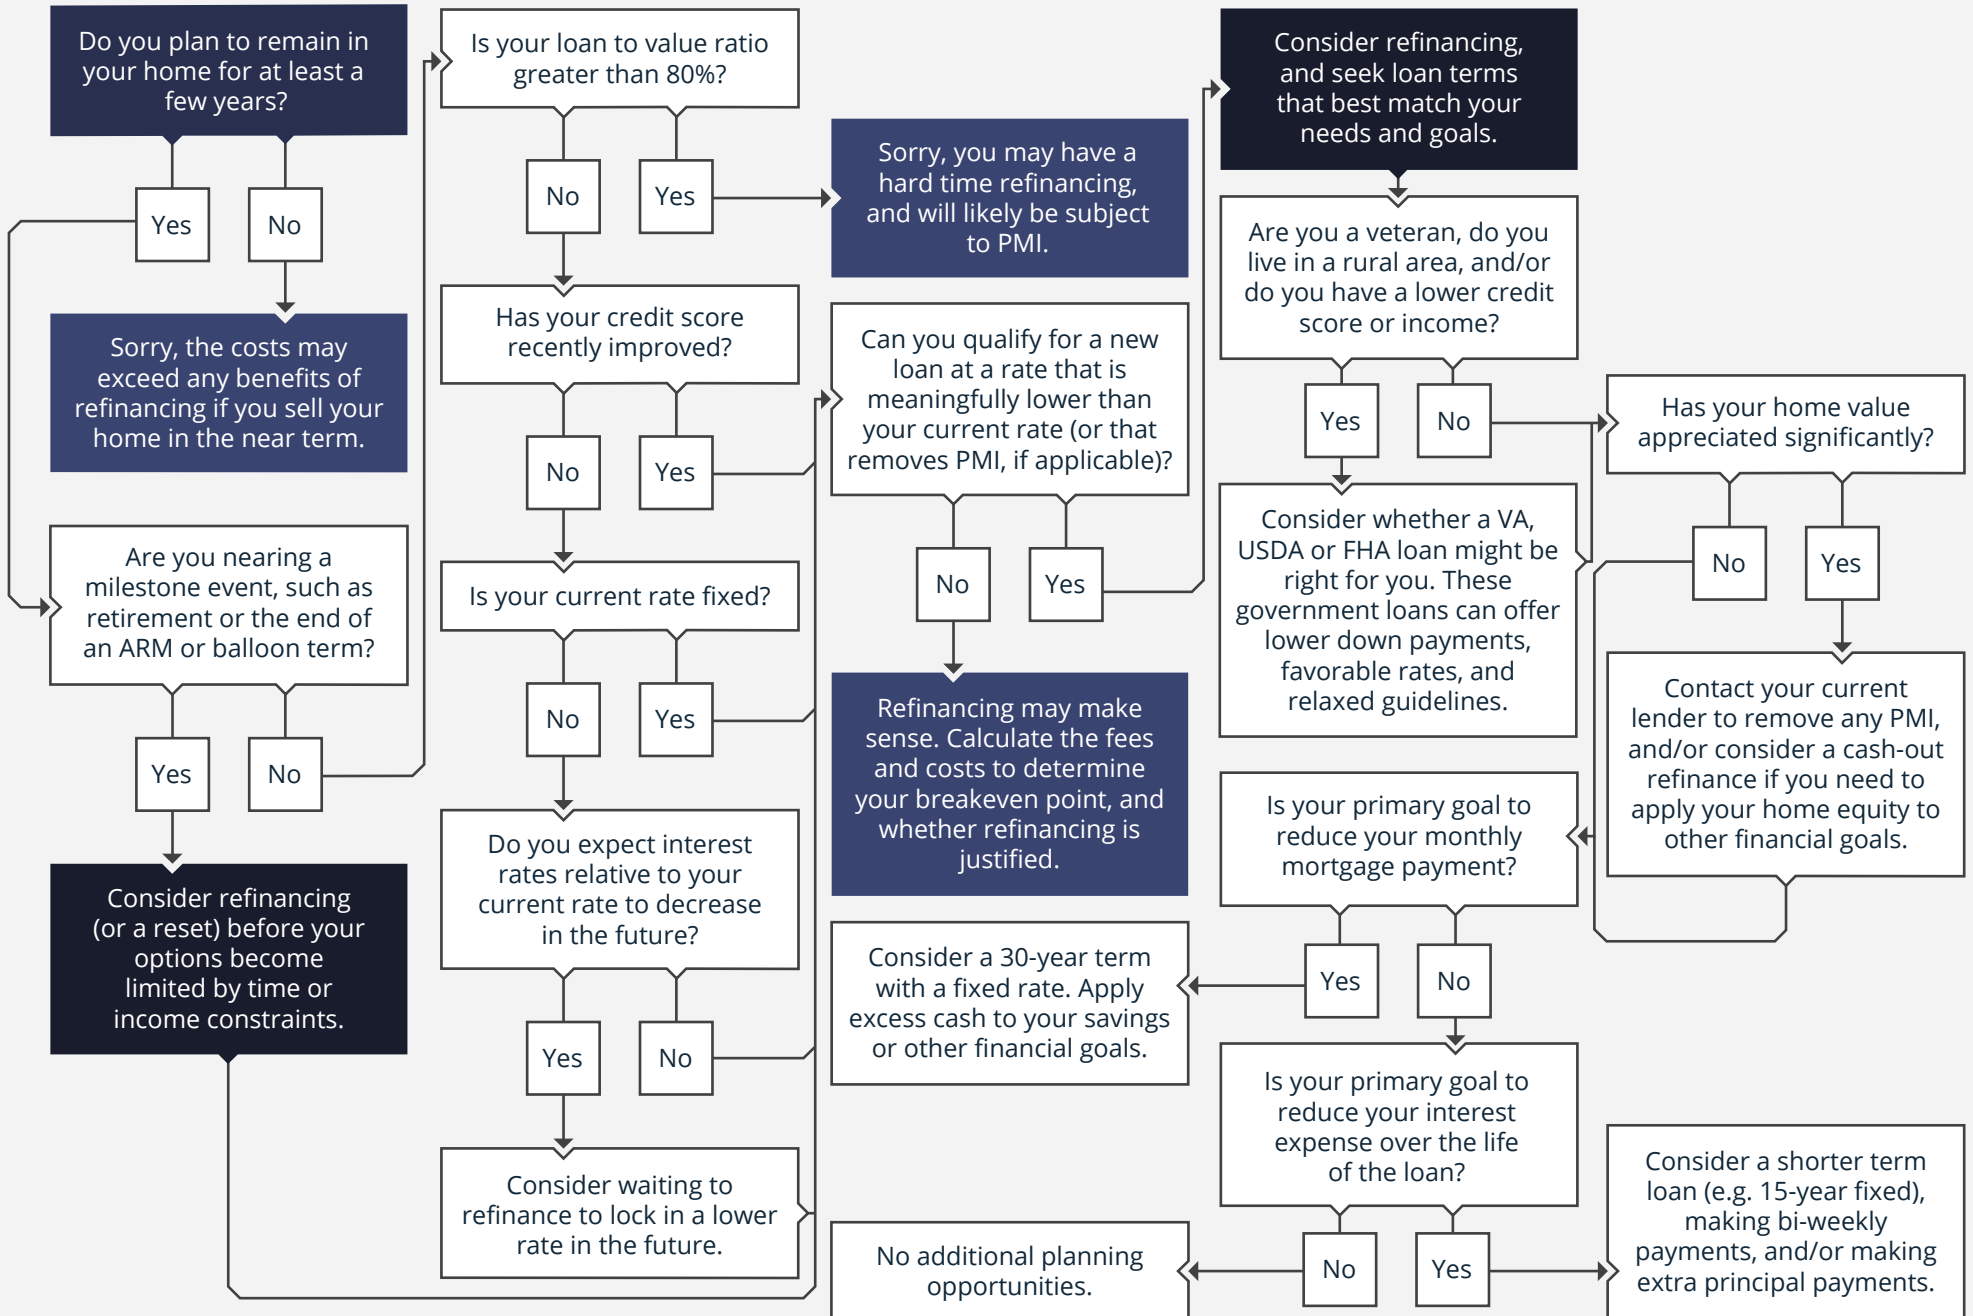 Do you plan to remain in
your home for at least a
few years?
Yes
No
Sorry, the costs may
exceed any benefits of
refinancing if you sell your
home in the near term.
Are you nearing a
milestone event, such as
retirement or the end of
an ARM or balloon term?
Yes
No
Consider refinancing
(or a reset) before your
options become
limited by time or
income constraints.
Is your loan to value ratio
greater than 80%?
No
Yes
Sorry, you may have a
hard time refinancing,
and will likely be subject
to PMI.
Has your credit score
recently improved?
No
Yes
Is your current rate fixed?
No
Yes
Do you expect interest
rates relative to your
current rate to decrease
in the future?
Yes
No
Consider waiting to
refinance to lock in a lower
rate in the future.
Can you qualify for a new
loan at a rate that is
meaningfully lower than
your current rate (or that
removes PMI, if applicable)?
No
Yes
Refinancing may make
sense. Calculate the fees
and costs to determine
your breakeven point, and
whether refinancing is
justified.
Consider refinancing,
and seek loan terms
that best match your
needs and goals.
Are you a veteran, do you
live in a rural area, and/or
do you have a lower credit
score or income?
Yes
No
Consider whether a VA,
USDA or FHA loan might be
right for you. These
government loans can offer
lower down payments,
favorable rates, and
relaxed guidelines.
Has your home value
appreciated significantly?
No
Yes
Contact your current
lender to remove any PMI,
and/or consider a cash-out
refinance if you need to
apply your home equity to
other financial goals.
Is your primary goal to
reduce your monthly
mortgage payment?
Yes
No
Consider a 30-year term
with a fixed rate. Apply
excess cash to your savings
or other financial goals.
Is your primary goal to
reduce your interest
expense over the life
of the loan?
No
Yes
No additional planning
opportunities.
Consider a shorter term
loan (e.g. 15-year fixed),
making bi-weekly
payments, and/or making
extra principal payments.